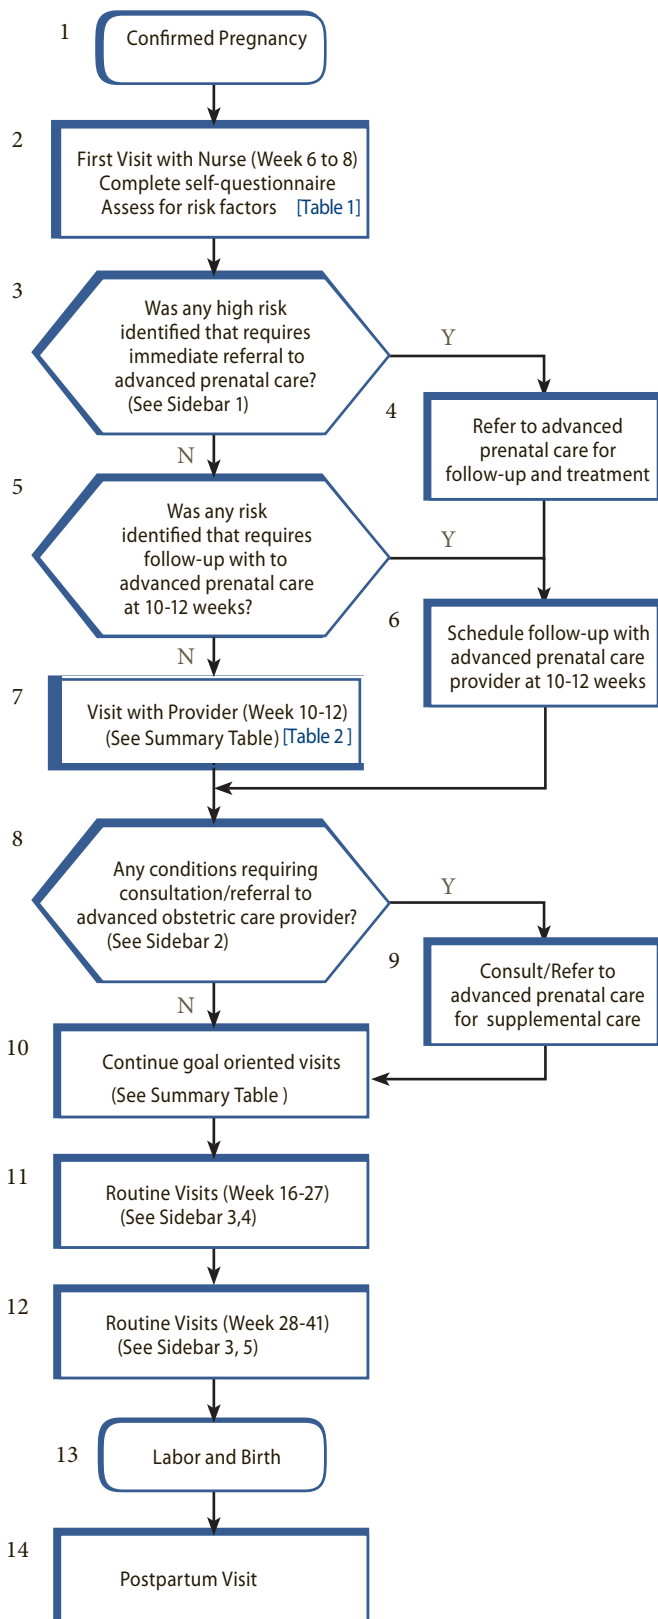 1
Confirmed Pregnancy
2
First Visit with Nurse (Week 6 to 8)
Complete self-questionnaire
Assess for risk factors [Table 1]
3
Was any high risk
identified that requires
immediate referral to
advanced prenatal care?
(See Sidebar 1)
Y
N
4
Refer to advanced
prenatal care for
follow-up and treatment
5
Was any risk
identified that requires
follow-up with to
advanced prenatal care
at 10-12 weeks?
Y
N
6
Schedule follow-up with
advanced prenatal care
provider at 10-12 weeks
7
Visit with Provider (Week 10-12)
(See Summary Table) [Table 2 ]
8
Any conditions requiring
consultation/referral to
advanced obstetric care provider?
(See Sidebar 2)
Y
N
9
Consult/Refer to
advanced prenatal care
for supplemental care
10
Continue goal oriented visits
(See Summary Table )
11
Routine Visits (Week 16-27)
(See Sidebar 3,4)
12
Routine Visits (Week 28-41)
(See Sidebar 3, 5)
13
Labor and Birth
14
Postpartum Visit